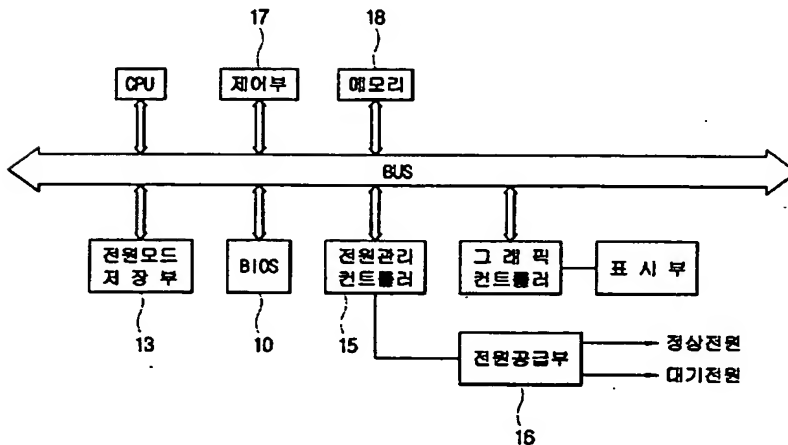 17
18
CPU
제어부
메모리
BUS
전원모드
저장부
BIOS
전원관리
컨트롤러
그래픽
컨트롤러
표시부
13
10
15
전원공급부
정상전원
대기전원
16